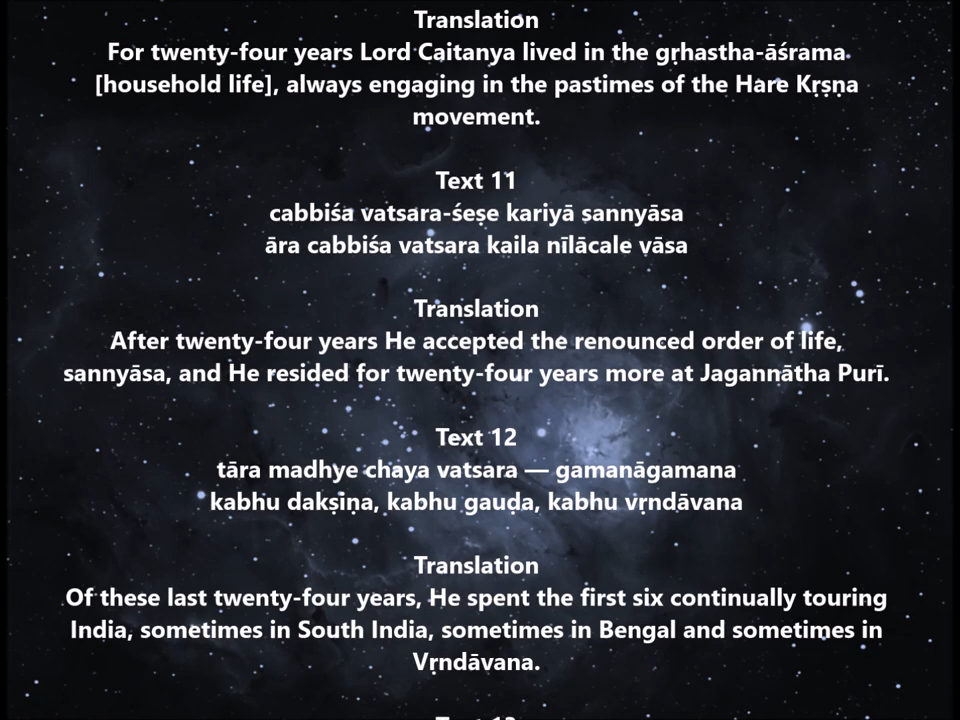 Translation
For twenty-four years Lord Caitanya lived in the gṛhastha-āśrama
[household life], always engaging in the pastimes of the Hare Kṛṣṇa
movement.
Text 11
cabbiśa vatsara-śeṣe kariyā sannyāsa
āra cabbiśa vatsara kaila nīlācale vāsa
Translation
After twenty-four years He accepted the renounced order of life,
sannyāsa, and He resided for twenty-four years more at Jagannātha Purī.
Text 12
tāra madhye chaya vatsara — gamanāgamana
kabhu dakṣiṇa, kabhu gauḍa, kabhu vṛndāvana
Translation
Of these last twenty-four years, He spent the first six continually touring
India, sometimes in South India, sometimes in Bengal and sometimes in
Vṛndāvana.